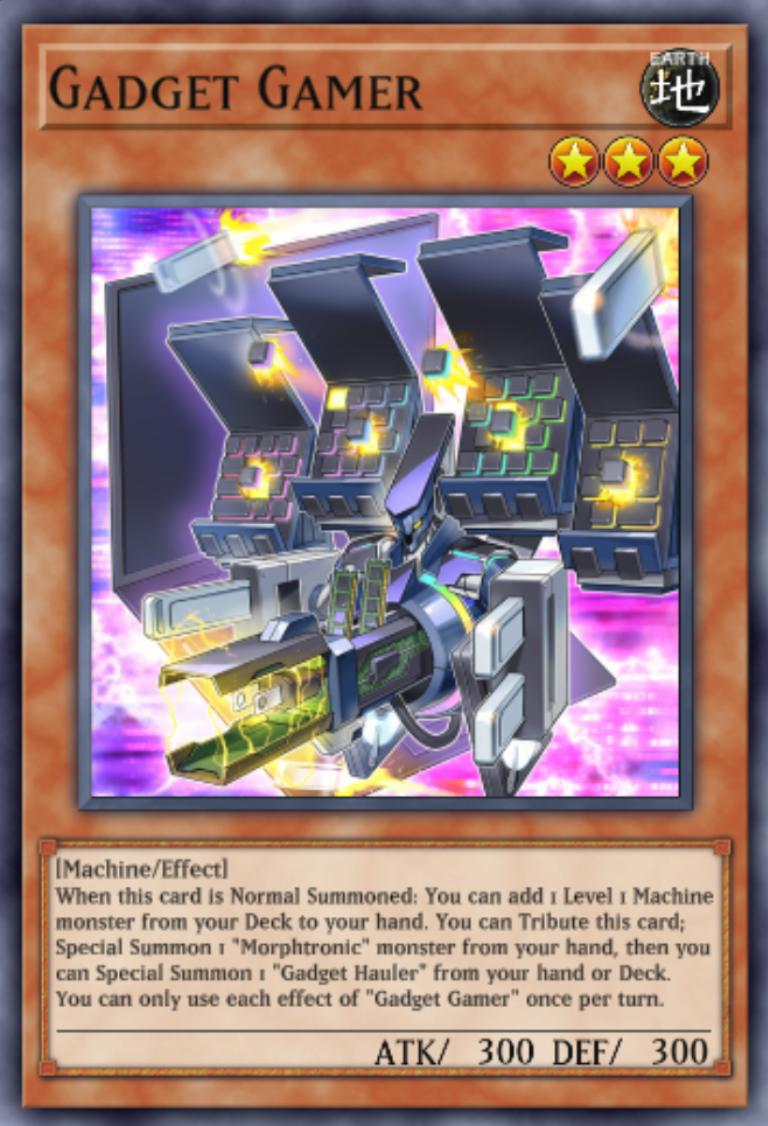 GADGET GAMER
EARTH
地
[Machine/Effect]
When this card is Normal Summoned: You can add 1 Level 1 Machine
monster from your Deck to your hand. You can Tribute this card;
Special Summon 1 "Morphtronic" monster from your hand, then you
can Special Summon 1 "Gadget Hauler" from your hand or Deck.
You can only use each effect of "Gadget Gamer" once per turn.
ATK/ 300 DEF/ 300